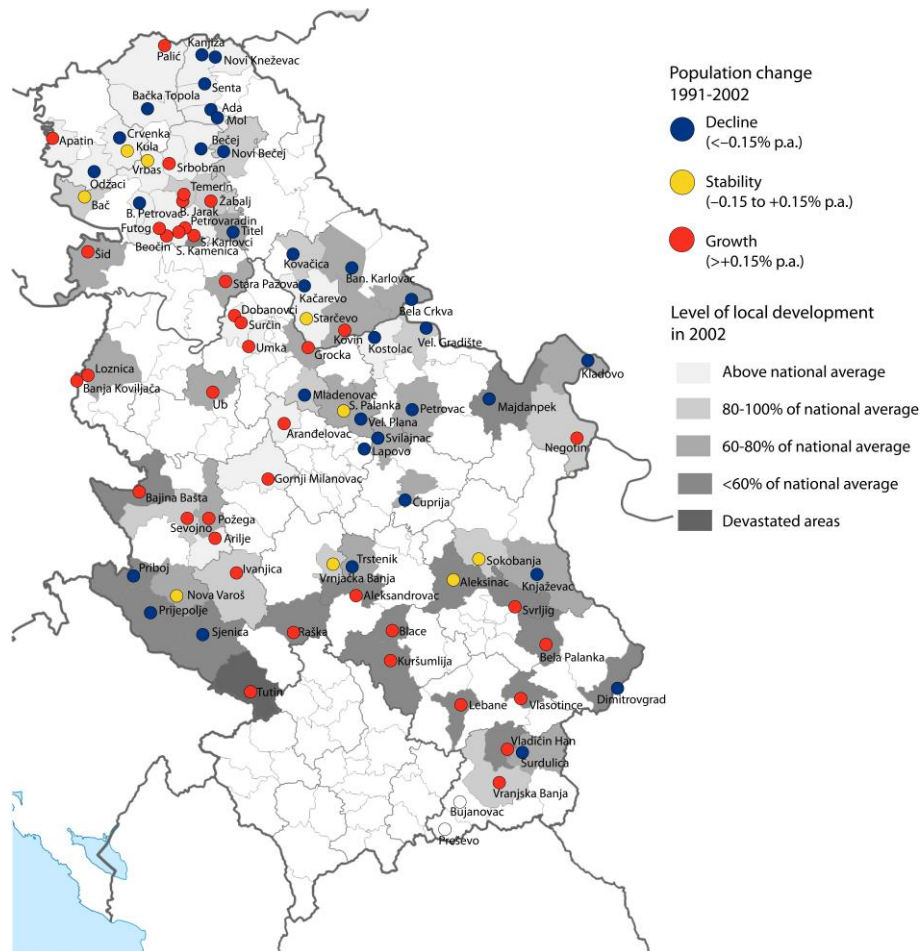 Kanjiža
Palić
Novi Kneževac
Senta
Bačka Topola
Ada
Mol
Crvenka
Bečej
Apatin
Kula
Novi Bečej
Vrbas
Srbobran
Odžaci
Temerin
Bač
Žabalj
B. Petrovac
B. Jarak
Petrovaradin
Futog
Titel
S. Karlovci
Beočin
S. Kamenica
Šid
Kovačica
Ban. Karlovac
Stara Pazova
Kačarevo
Bela Crkva
Dobanovci
Starčevo
Surčin
Kovin
Vel. Gradište
Umka
Grocka
Kostolac
Kladovo
Loznica
Banja Koviljača
Mladenovac
Majdanpek
Ub
S. Palanka
Petrovac
Vel. Plana
Aranđelovac
Svilajnac
Negotin
Lapovo
Gornji Milanovac
Bajina Bašta
Ćuprija
Požega
Sevojno
Arilje
Priboj
Ivanjica
Trstenik
Sokobanja
Vrnjačka Banja
Aleksinac
Knjaževac
Nova Varoš
Aleksandrovac
Prijepolje
Svrljig
Sjenica
Raška
Blace
Bela Palanka
Kuršumlija
Tutin
Dimitrovgrad
Lebane
Vlasotince
Vladičin Han
Surdulica
Vranjska Banja
Bujanovac
Preševo
Population change
1991-2002
Decline
(<–0.15% p.a.)
Stability
(–0.15 to +0.15% p.a.)
Growth
(>+0.15% p.a.)
Level of local development
in 2002
Above national average
80-100% of national average
60-80% of national average
<60% of national average
Devastated areas